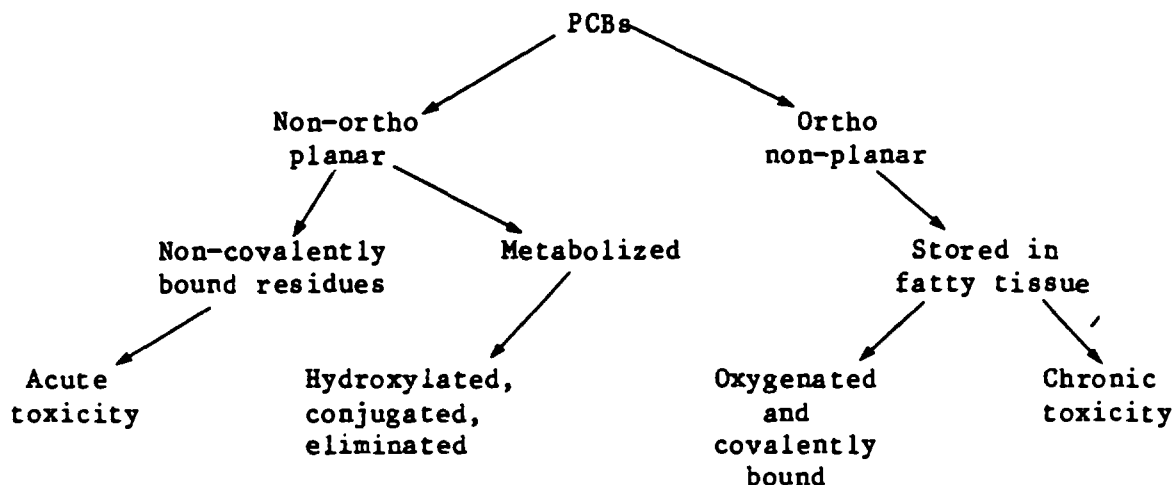 PCBs
Non-ortho
planar
Ortho
non-planar
Non-covalently
bound residues
Metabolized
Stored in
fatty tissue
Acute
toxicity
Hydroxylated,
conjugated,
eliminated
Oxygenated
and
covalently
bound
Chronic
toxicity